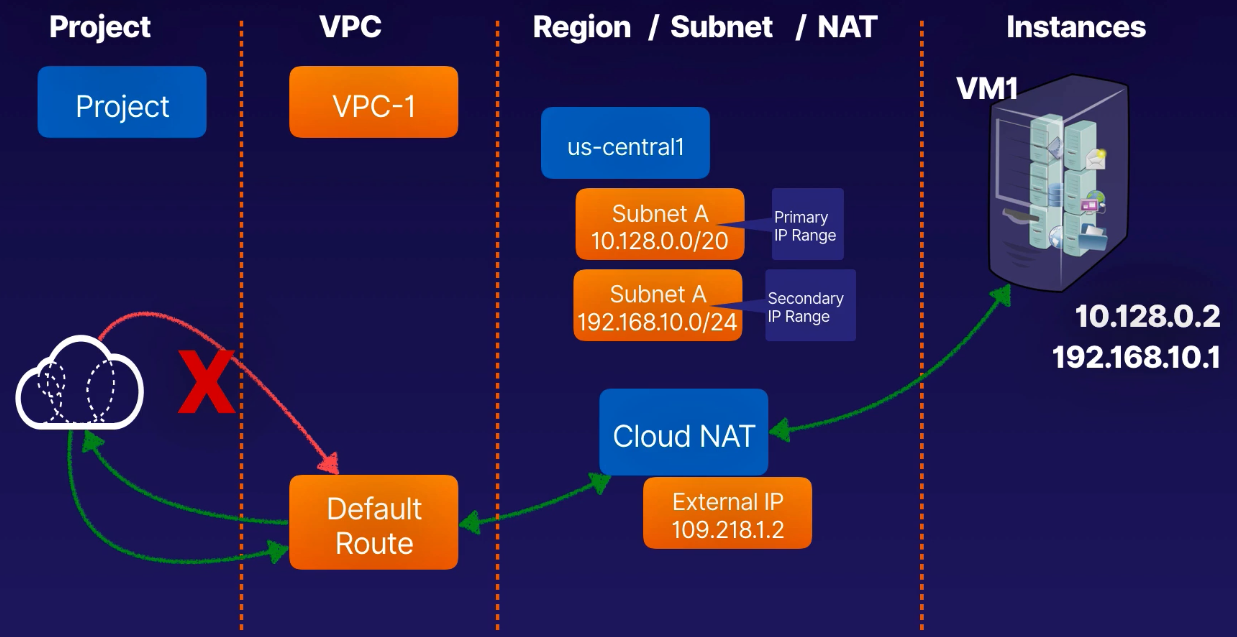 Project
VPC
Region / Subnet / NAT
Instances
Project
VPC-1
us-central1
VM1
Subnet A
10.128.0.0/20
Primary
IP Range
Subnet A
192.168.10.0/24
Secondary
IP Range
10.128.0.2
192.168.10.1
X
Cloud NAT
External IP
109.218.1.2
Default
Route